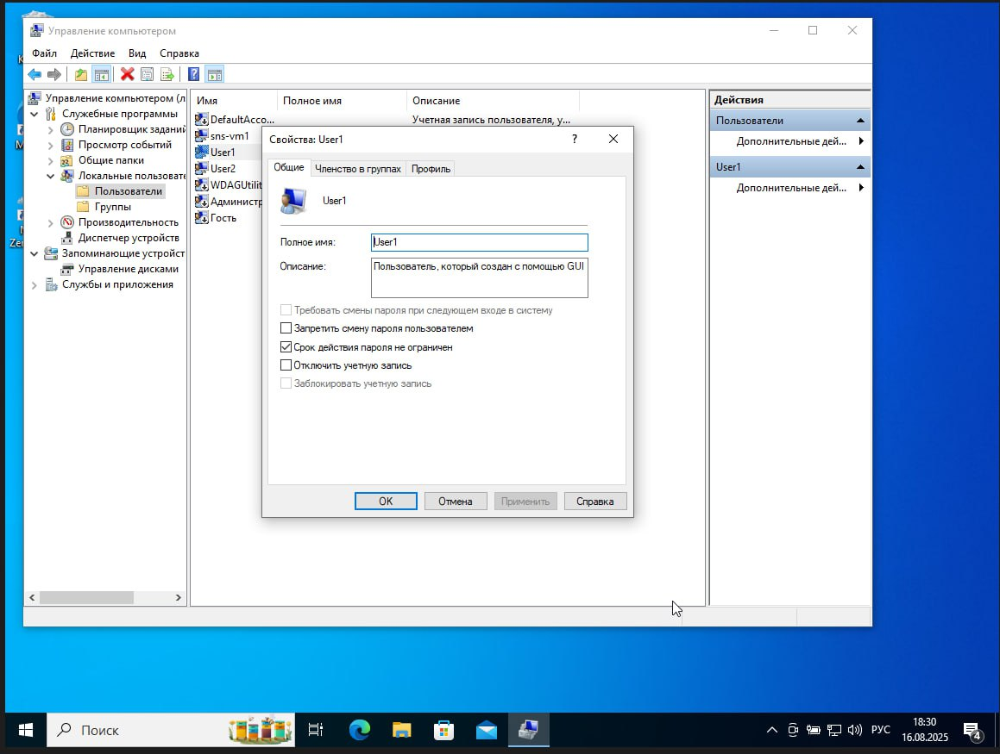 Управление компьютером
Файл Действие Вид Справка
Управление компьютером (л
Служебные программы
Планировщик заданий
Просмотр событий
Общие папки
Локальные пользовате
Пользователи
Группы
Производительность
Диспетчер устройств
Запоминающие устройст
Управление дисками
Службы и приложения
Имя Полное имя Описание
DefaultAcco... Учетная запись пользователя, у...
sns-vm1
User1
User2
WDAGUtilit
Администр
Гость
Свойства: User1
Общие Членство в группах Профиль
User1
Полное имя: User1
Описание: Пользователь, который создан с помощью GUI
Требовать смены пароля при следующем входе в систему
Запретить смену пароля пользователем
Срок действия пароля не ограничен
Отключить учетную запись
Заблокировать учетную запись
ОК Отмена Применить Справка
Действия
Пользователи
Дополнительные дей...
User1
Дополнительные дей...
Поиск
РУС
18:30
16.08.2025
4